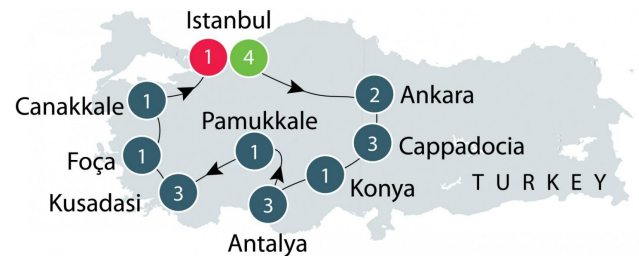 Istanbul
1
4
2
Ankara
Canakkale
1
Pamukkale
1
3
Cappadocia
Foça
1
1
Konya
TURKEY
Kusadasi
3
3
Antalya